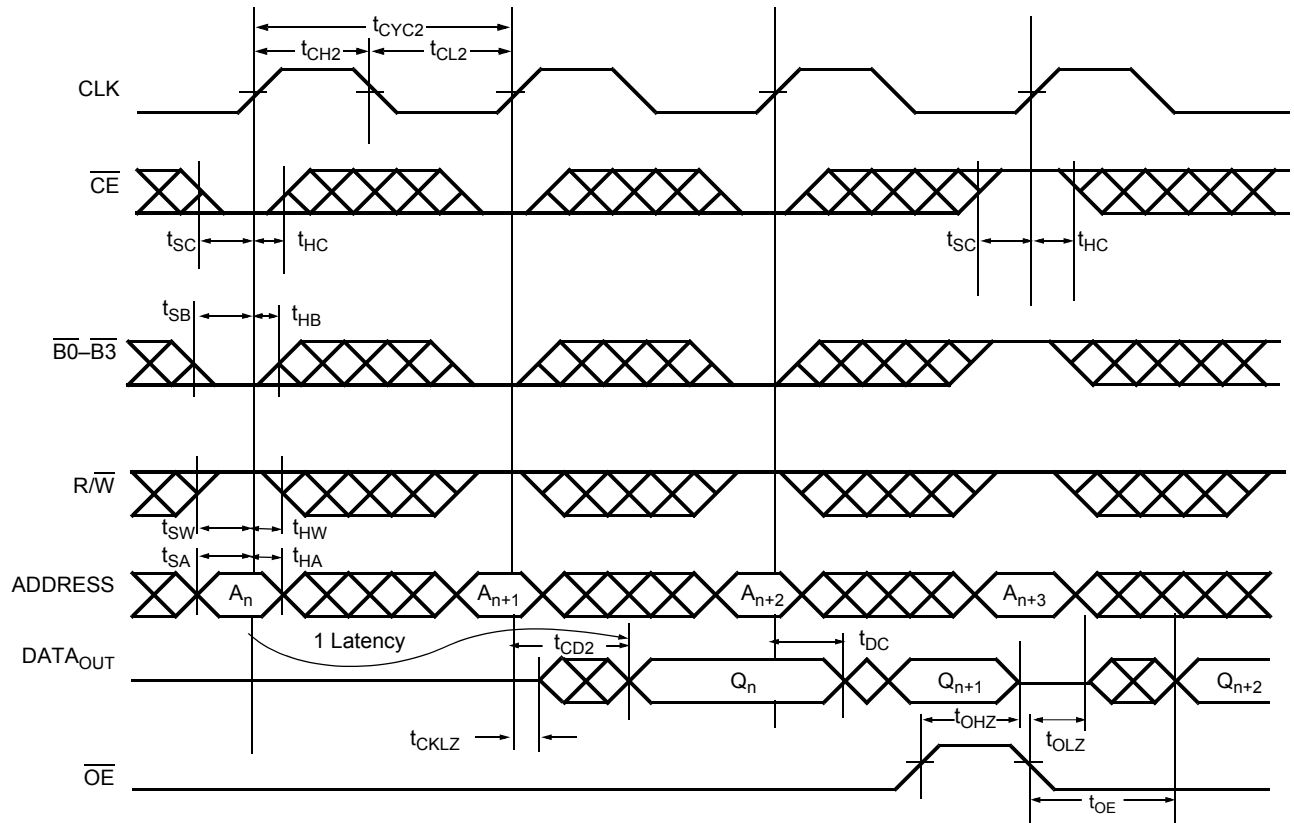 tCYC2
tCH2
tCL2
CLK
CE
tSC
tHC
tSC
tHC
tSB
tHB
B0–B3
R/W
tSW
tHW
tSA
tHA
ADDRESS
An
An+1
An+2
An+3
1 Latency
tCD2
tDC
DATAOUT
Qn
Qn+1
Qn+2
tOHZ
tOLZ
tCKLZ
OE
tOE